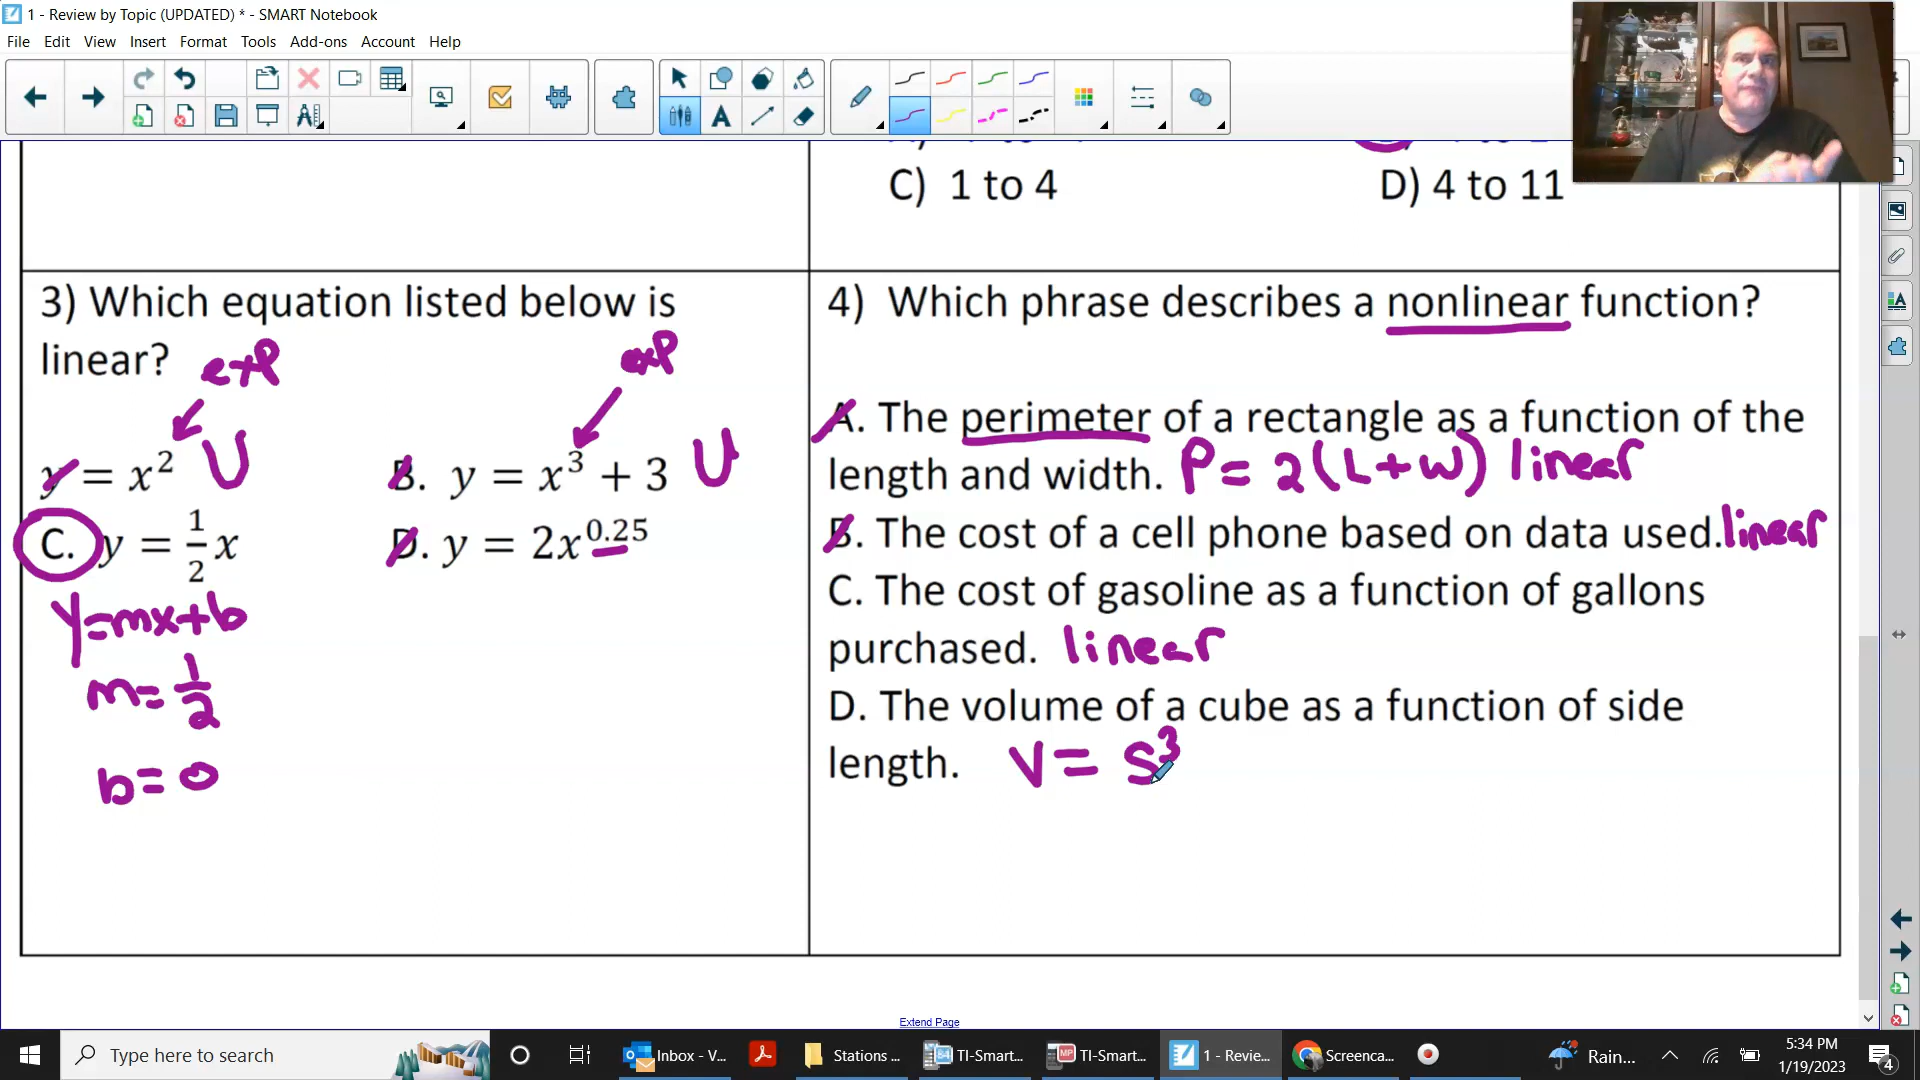 1 - Review by Topic (UPDATED) * - SMART Notebook
File Edit View Insert Format Tools Add-ons Account Help
C) 1 to 4
D) 4 to 11
3) Which equation listed below is
linear?
exp
exp
y = x² U
B. y = x³ + 3 U
C. y = 1/2 x
D. y = 2x^0.25
y=mx+b
m=1/2
b=0
4) Which phrase describes a nonlinear function?
A. The perimeter of a rectangle as a function of the
length and width. P=2(L+W) linear
B. The cost of a cell phone based on data used. linear
C. The cost of gasoline as a function of gallons
purchased. linear
D. The volume of a cube as a function of side
length. V=S³
Extend Page
Type here to search
Inbox - V...
Stations ...
TI-Smart...
TI-Smart...
1 - Revie...
Screenca...
Rain...
5:34 PM
1/19/2023
4